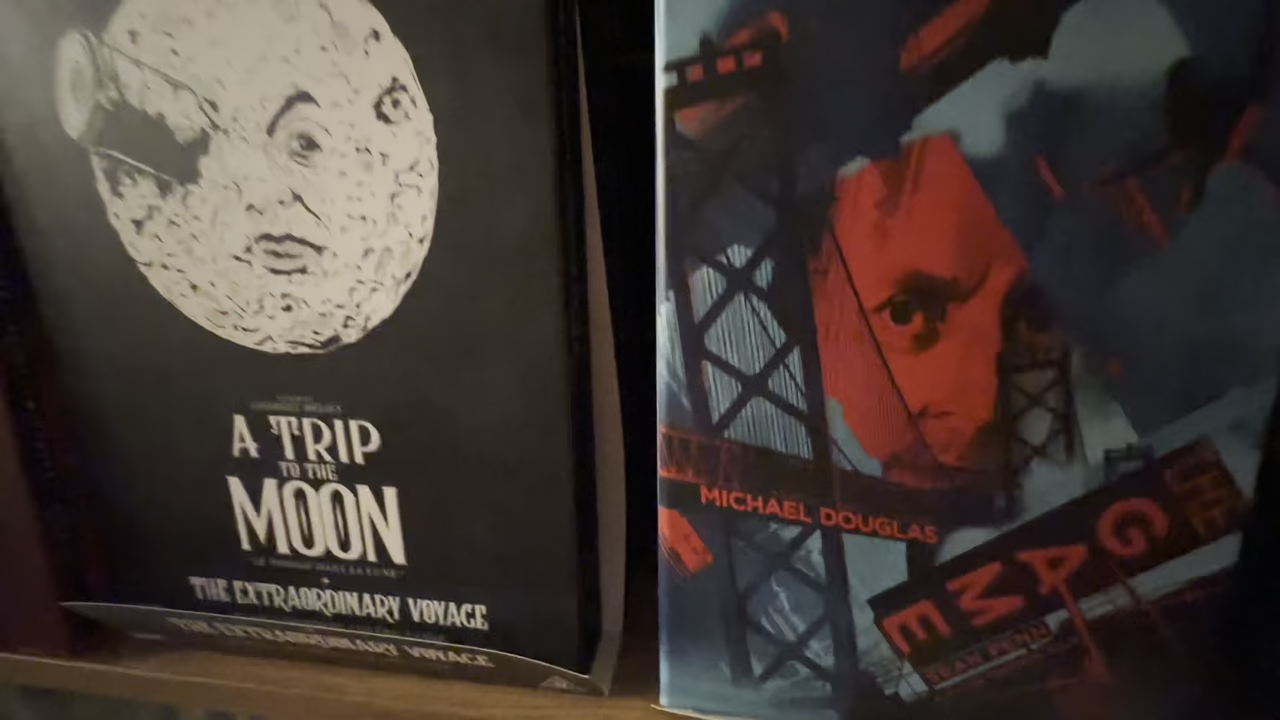 A TRIP
TO THE
MOON
THE EXTRAORDINARY VOYAGE
THE EXTRAORDINARY VOYAGE
MICHAEL DOUGLAS
THE
GAME
SEAN PENN